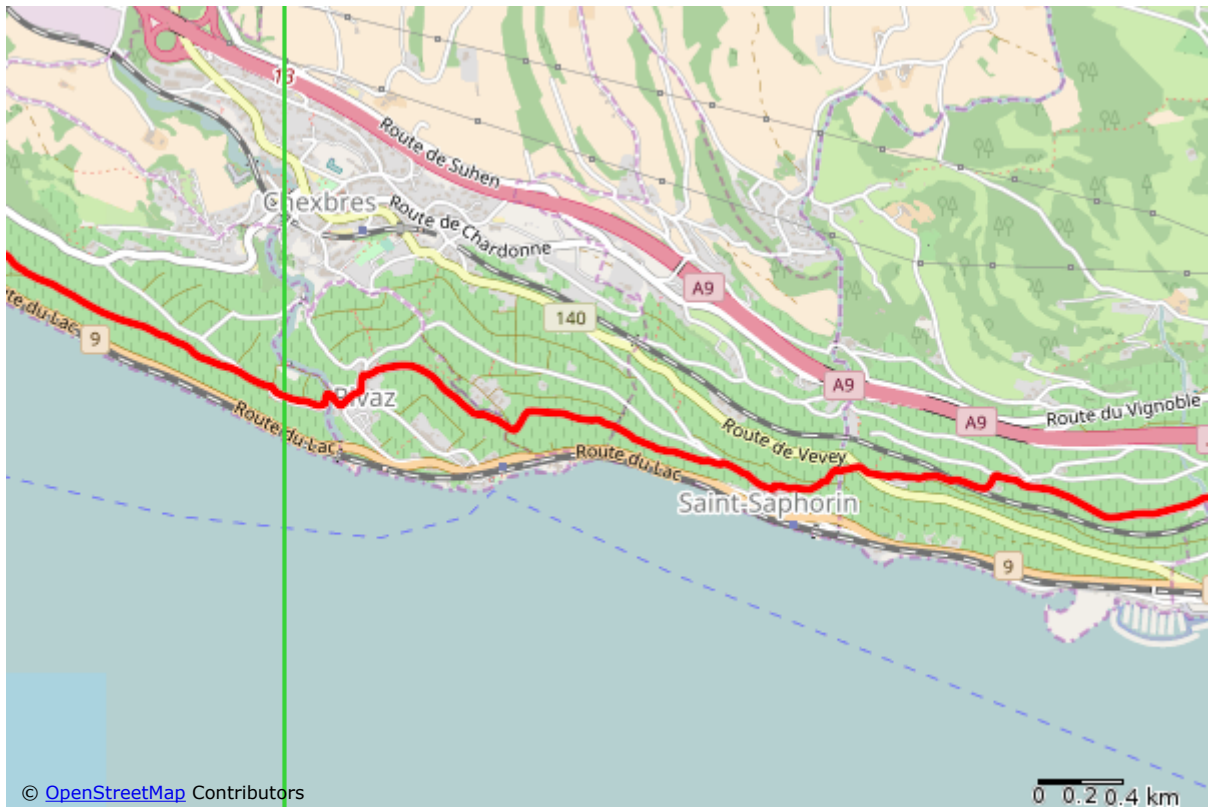 13
Route de Suhen
Chexbres
Route de Chardonne
A9
140
ute du Lac
9
A9
Rivaz
A9
Route du Vignoble
Route du Lac
Route de Vevey
Route du Lac
Saint-Saphorin
9
© OpenStreetMap Contributors
0 0.2 0.4 km